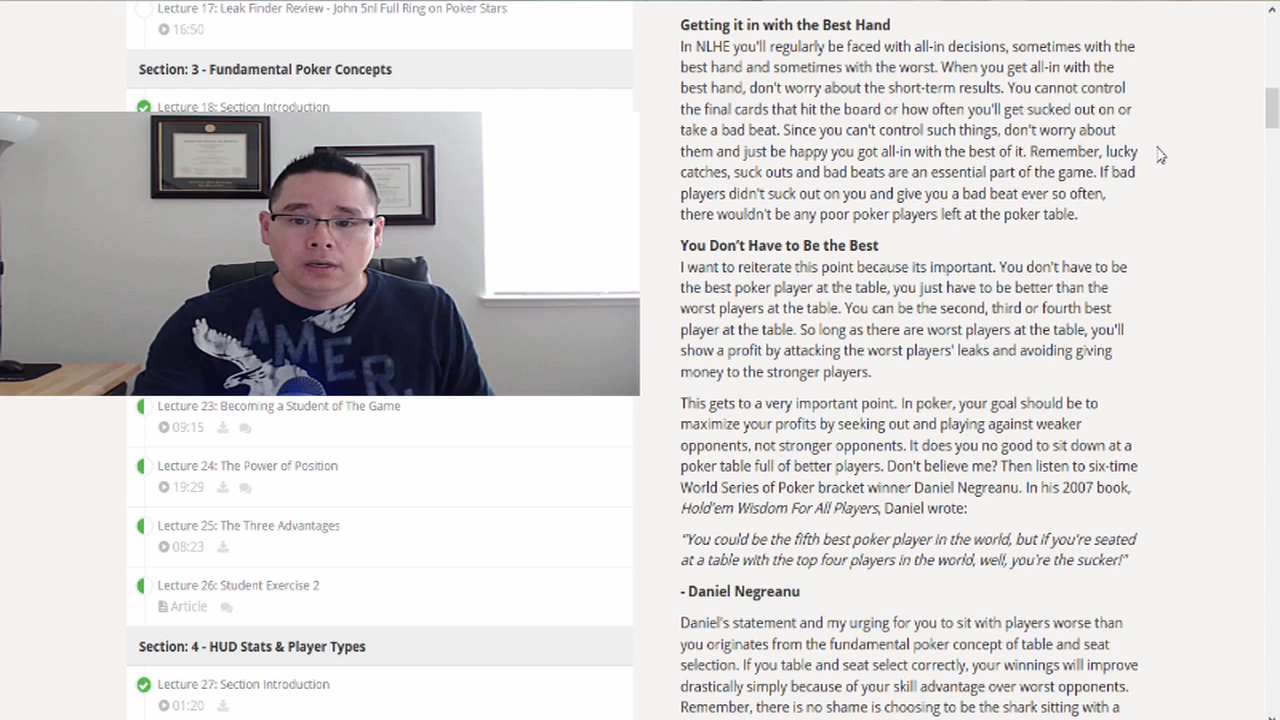 Lecture 17: Leak Finder Review - John 5nl Full Ring on Poker Stars
16:50
Section: 3 - Fundamental Poker Concepts
Lecture 18: Section Introduction
AMER.
Lecture 23: Becoming a Student of The Game
09:15
Lecture 24: The Power of Position
19:29
Lecture 25: The Three Advantages
08:23
Lecture 26: Student Exercise 2
Article
Section: 4 - HUD Stats & Player Types
Lecture 27: Section Introduction
01:20
Getting it in with the Best Hand
In NLHE you'll regularly be faced with all-in decisions, sometimes with the
best hand and sometimes with the worst. When you get all-in with the
best hand, don't worry about the short-term results. You cannot control
the final cards that hit the board or how often you'll get sucked out on or
take a bad beat. Since you can't control such things, don't worry about
them and just be happy you got all-in with the best of it. Remember, lucky
catches, suck outs and bad beats are an essential part of the game. If bad
players didn't suck out on you and give you a bad beat ever so often,
there wouldn't be any poor poker players left at the poker table.
You Don't Have to Be the Best
I want to reiterate this point because its important. You don't have to be
the best poker player at the table, you just have to be better than the
worst players at the table. You can be the second, third or fourth best
player at the table. So long as there are worst players at the table, you'll
show a profit by attacking the worst players' leaks and avoiding giving
money to the stronger players.
This gets to a very important point. In poker, your goal should be to
maximize your profits by seeking out and playing against weaker
opponents, not stronger opponents. It does you no good to sit down at a
poker table full of better players. Don't believe me? Then listen to six-time
World Series of Poker bracket winner Daniel Negreanu. In his 2007 book,
Hold'em Wisdom For All Players, Daniel wrote:
"You could be the fifth best poker player in the world, but if you're seated
at a table with the top four players in the world, well, you're the sucker!"
- Daniel Negreanu
Daniel's statement and my urging for you to sit with players worse than
you originates from the fundamental poker concept of table and seat
selection. If you table and seat select correctly, your winnings will improve
drastically simply because of your skill advantage over worst opponents.
Remember, there is no shame is choosing to be the shark sitting with a